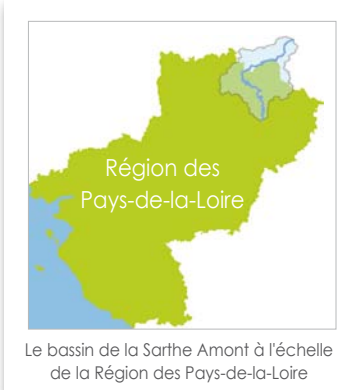 Région des
Pays-de-la-Loire
Le bassin de la Sarthe Amont à l'échelle
de la Région des Pays-de-la-Loire